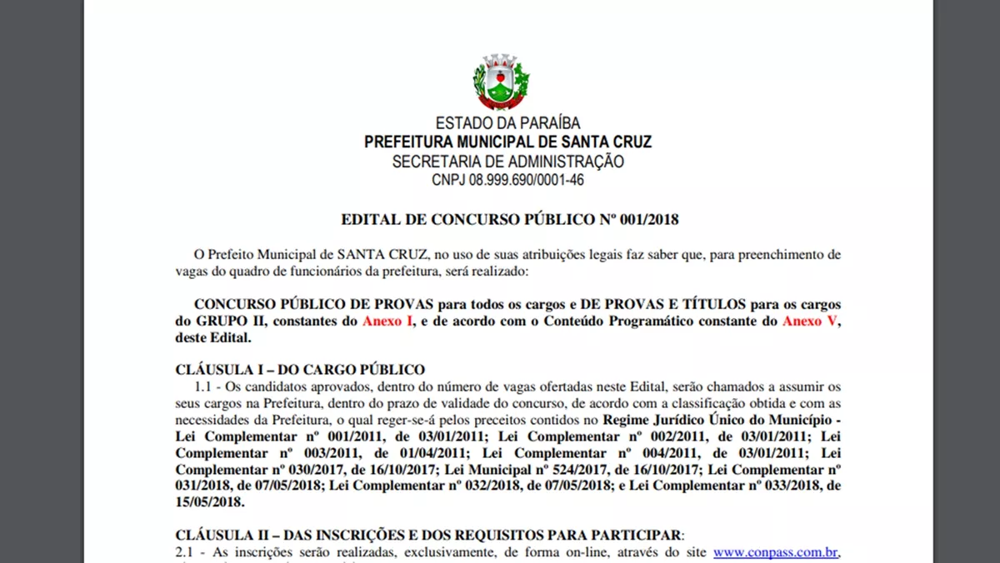 ESTADO DA PARAÍBA
PREFEITURA MUNICIPAL DE SANTA CRUZ
SECRETARIA DE ADMINISTRAÇÃO
CNPJ 08.999.690/0001-46
EDITAL DE CONCURSO PÚBLICO Nº 001/2018
O Prefeito Municipal de SANTA CRUZ, no uso de suas atribuições legais faz saber que, para preenchimento de
vagas do quadro de funcionários da prefeitura, será realizado:
CONCURSO PÚBLICO DE PROVAS para todos os cargos e DE PROVAS E TÍTULOS para os cargos
do GRUPO II, constantes do Anexo I, e de acordo com o Conteúdo Programático constante do Anexo V,
deste Edital.
CLÁUSULA I – DO CARGO PÚBLICO
1.1 - Os candidatos aprovados, dentro do número de vagas ofertadas neste Edital, serão chamados a assumir os
seus cargos na Prefeitura, dentro do prazo de validade do concurso, de acordo com a classificação obtida e com as
necessidades da Prefeitura, o qual reger-se-á pelos preceitos contidos no Regime Jurídico Único do Município -
Lei Complementar nº 001/2011, de 03/01/2011; Lei Complementar nº 002/2011, de 03/01/2011; Lei
Complementar nº 003/2011, de 01/04/2011; Lei Complementar nº 004/2011, de 03/01/2011; Lei
Complementar nº 030/2017, de 16/10/2017; Lei Municipal nº 524/2017, de 16/10/2017; Lei Complementar nº
031/2018, de 07/05/2018; Lei Complementar nº 032/2018, de 07/05/2018; e Lei Complementar nº 033/2018, de
15/05/2018.
CLÁUSULA II – DAS INSCRIÇÕES E DOS REQUISITOS PARA PARTICIPAR:
2.1 - As inscrições serão realizadas, exclusivamente, de forma on-line, através do site www.conpass.com.br,